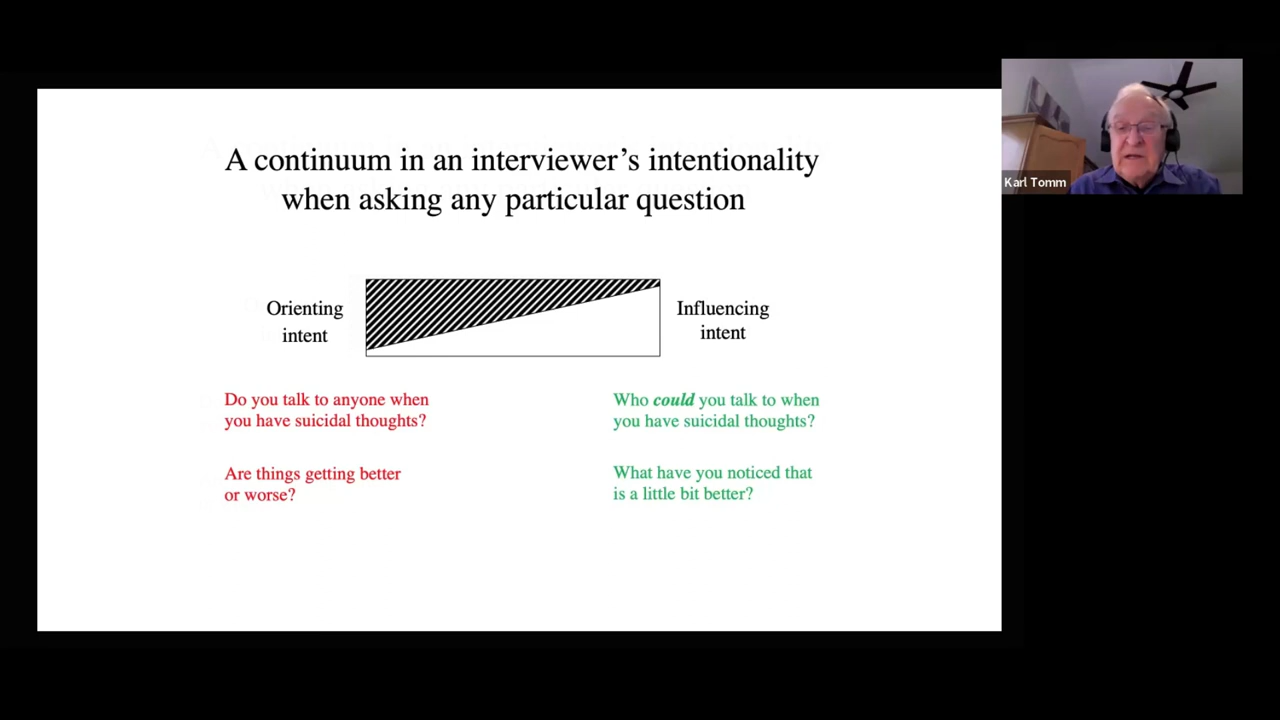 A continuum in an interviewer’s intentionality
when asking any particular question
Orienting
intent
Influencing
intent
Do you talk to anyone when
you have suicidal thoughts?
Who could you talk to when
you have suicidal thoughts?
Are things getting better
or worse?
What have you noticed that
is a little bit better?
Karl Tomm